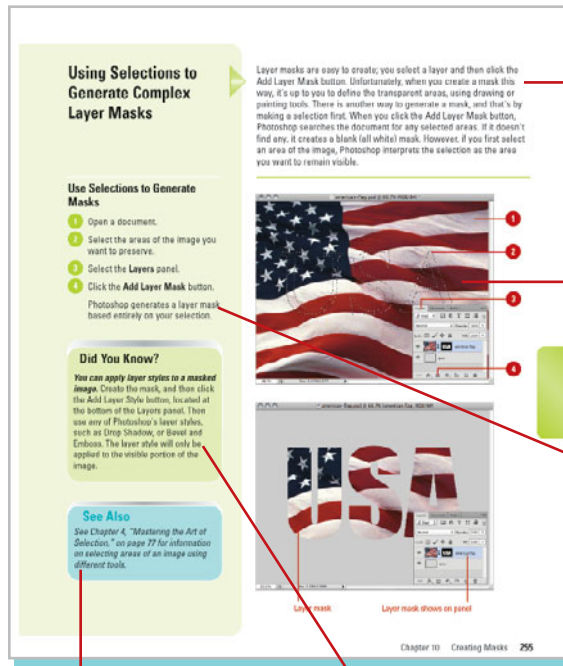 Using Selections to
Generate Complex
Layer Masks
Layer masks are easy to create; you select a layer and then click the
Add Layer Mask button. Unfortunately, when you create a mask this
way, it's up to you to define the transparent areas, using drawing or
painting tools. There is another way to generate a mask, and that's by
making a selection first. When you click the Add Layer Mask button,
Photoshop searches the document for any selected areas. If it doesn't
find any, it creates a blank (all white) mask. However, if you first select
an area of the image, Photoshop interprets the selection as the area
you want to remain visible.
Use Selections to Generate
Masks
1 Open a document.
2 Select the areas of the image you
want to preserve.
3 Select the Layers panel.
4 Click the Add Layer Mask button.
Photoshop generates a layer mask
based entirely on your selection.
Did You Know?
You can apply layer styles to a masked
image. Create the mask, and then click
the Add Layer Style button, located at
the bottom of the Layers panel. Then
use any of Photoshop's layer styles,
such as Drop Shadow, or Bevel and
Emboss. The layer style will only be
applied to the visible portion of the
image.
See Also
See Chapter 4, "Mastering the Art of
Selection," on page 77 for information
on selecting areas of an image using
different tools.
1
2
3
4
USA
Layer mask
Layer mask shows on panel
Chapter 10 Creating Masks 255